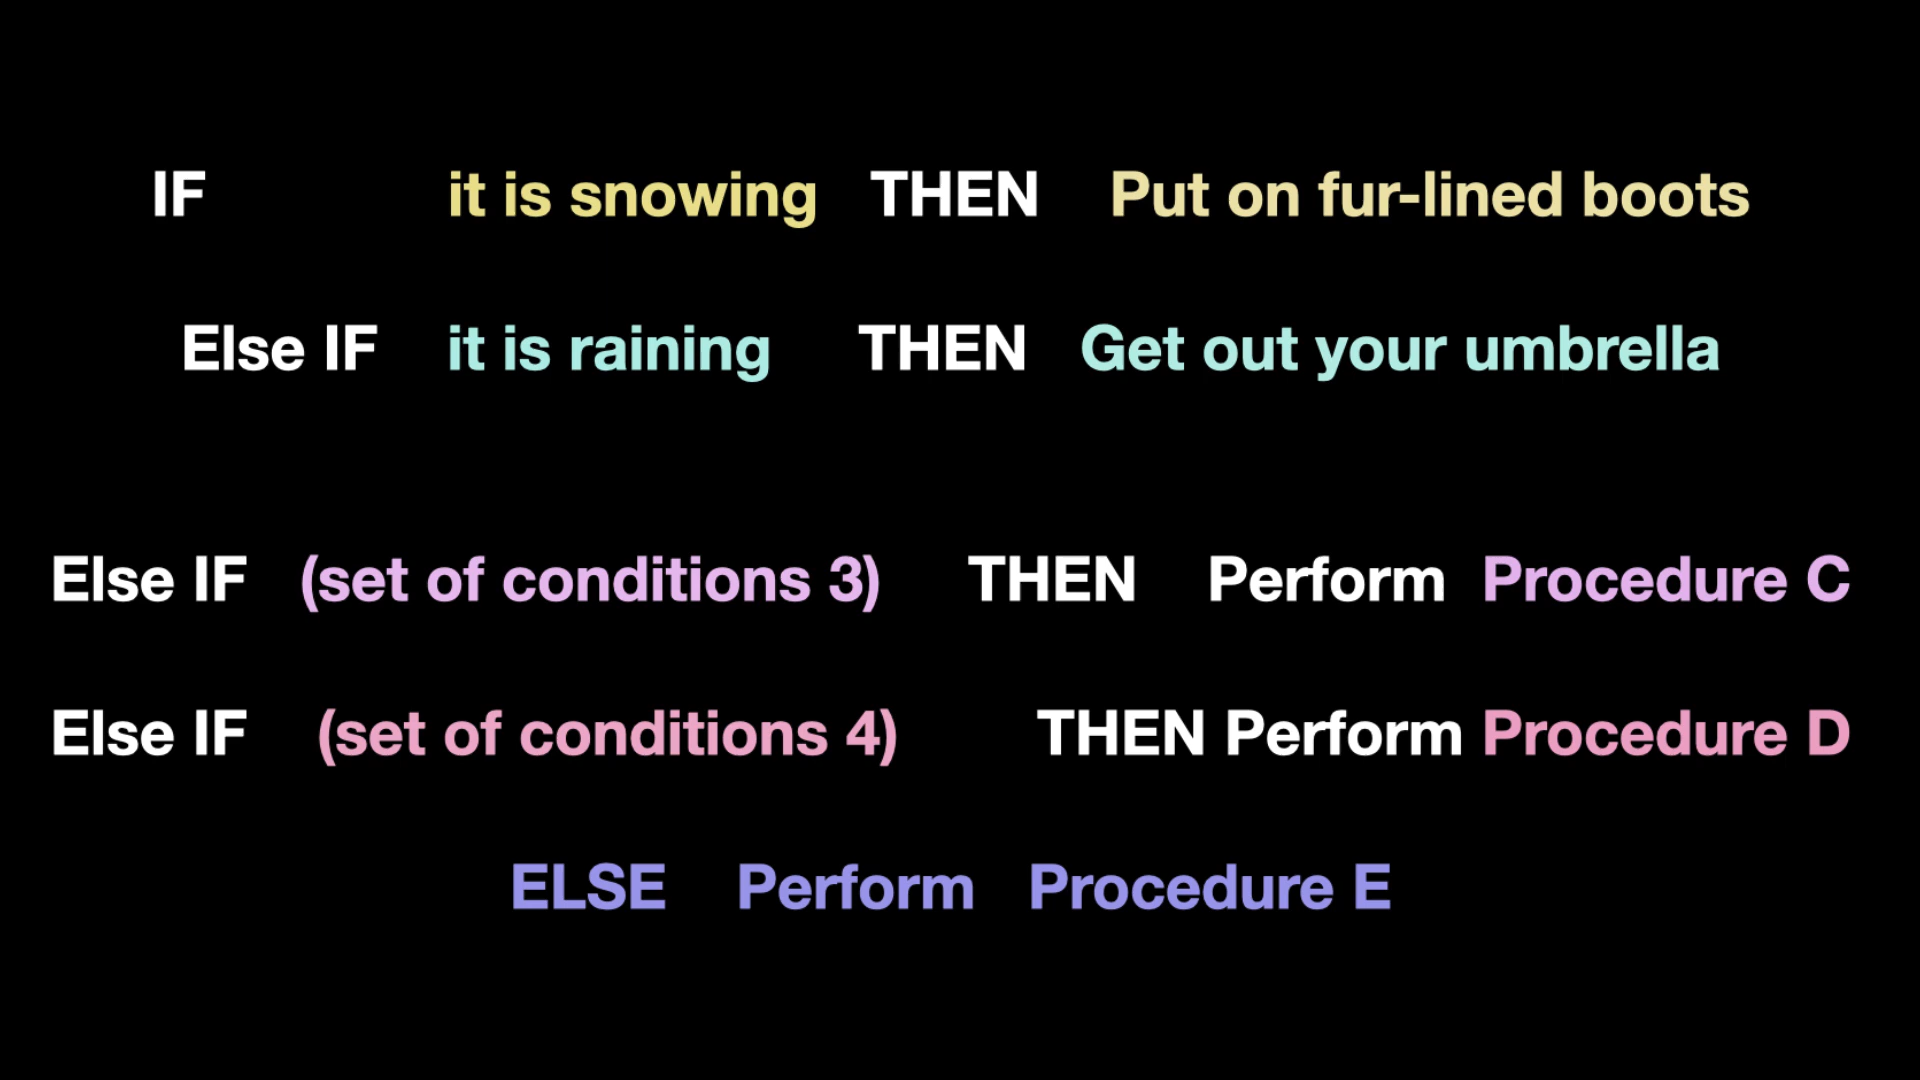 IF it is snowing THEN Put on fur-lined boots
Else IF it is raining THEN Get out your umbrella
Else IF (set of conditions 3) THEN Perform Procedure C
Else IF (set of conditions 4) THEN Perform Procedure D
ELSE Perform Procedure E